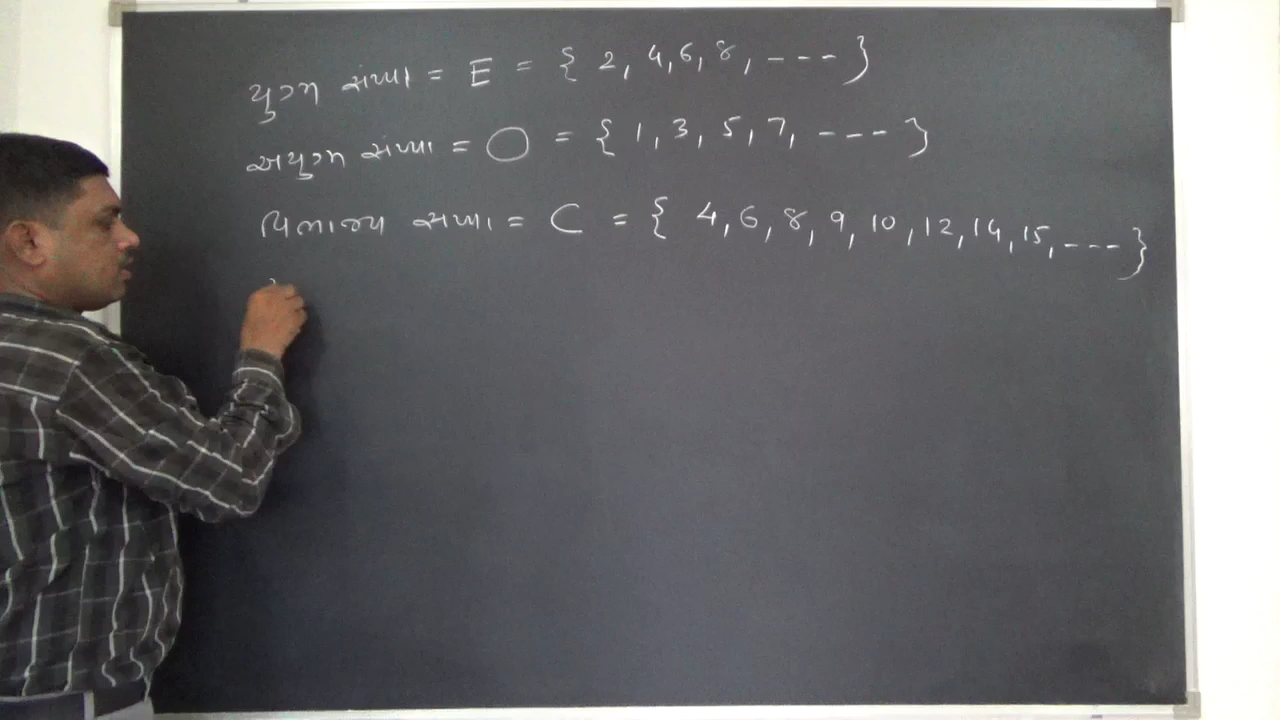 યુગ્મ સંખ્યા = E = { 2, 4, 6, 8, ---- }
અયુગ્મ સંખ્યા = O = { 1, 3, 5, 7, ---- }
વિભાજ્ય સંખ્યા = C = { 4, 6, 8, 9, 10, 12, 14, 15, ---- }